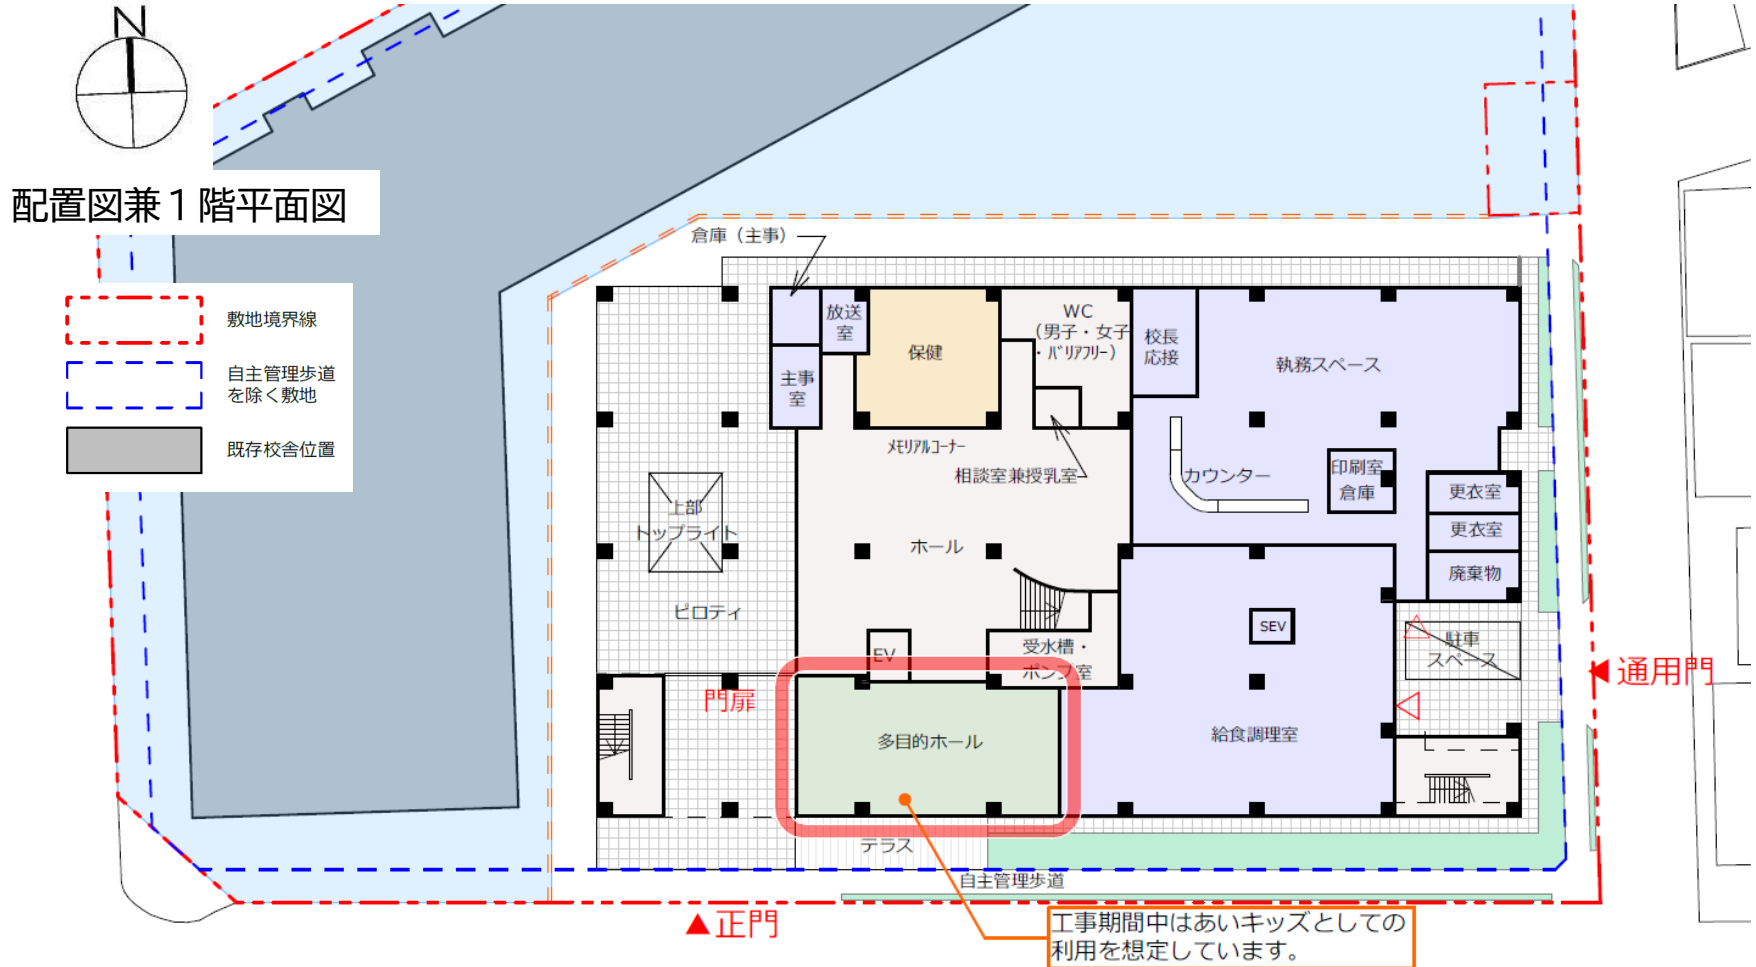 N
配置図兼１階平面図
敷地境界線
自主管理歩道
を除く敷地
既存校舎位置
倉庫（主事）
放送
室
保健
WC
（男子・女子
・バリアフリー）
校長
応接
執務スペース
主事
室
メモリアルコーナー
相談室兼授乳室
カウンター
印刷室
倉庫
更衣室
更衣室
廃棄物
上部
トップライト
ホール
ピロティ
SEV
駐車
スペース
EV
受水槽・
ポンプ室
◀通用門
門扉
多目的ホール
給食調理室
テラス
自主管理歩道
▲正門
工事期間中はあいキッズとしての
利用を想定しています。